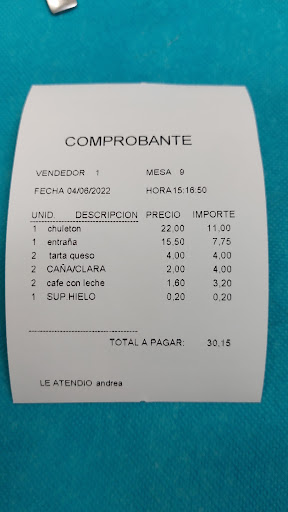 COMPROBANTE
VENDEDOR 1 MESA 9
FECHA 04/06/2022 HORA 15:16:50
UNID. DESCRIPCION PRECIO IMPORTE
1 chuleton 22,00 11,00
1 entraña 15,50 7,75
2 tarta queso 4,00 4,00
2 CAÑA/CLARA 2,00 4,00
2 cafe con leche 1,60 3,20
1 SUP.HIELO 0,20 0,20
TOTAL A PAGAR: 30,15
LE ATENDIO andrea